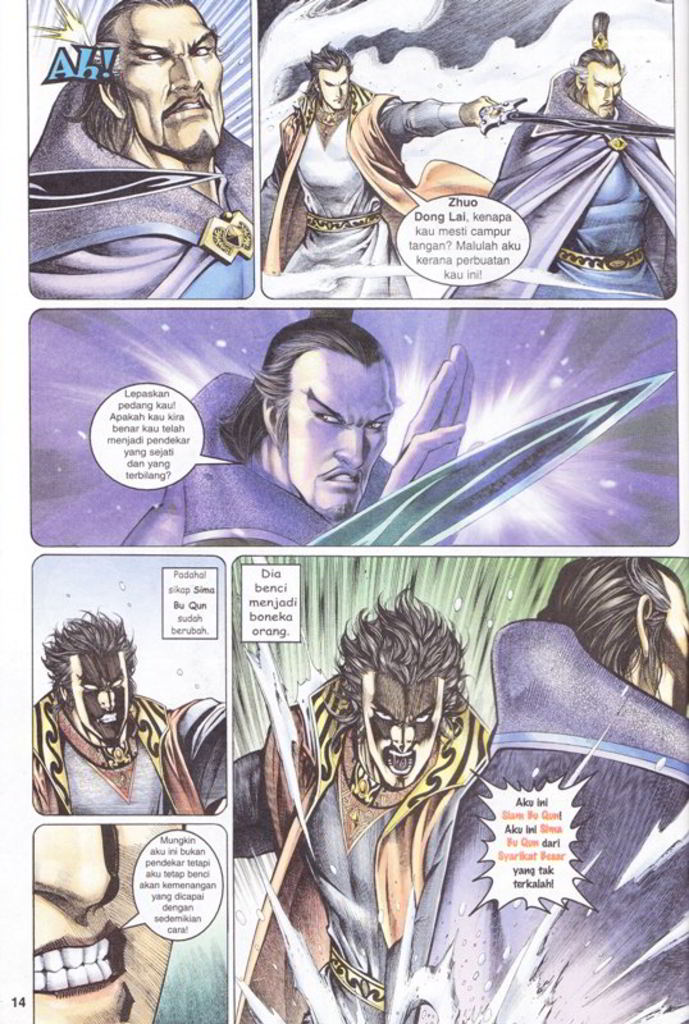 Ah!
Zhuo
Dong Lai, kenapa
kau mesti campur
tangan? Malulah aku
kerana perbuatan
kau ini!
Lepaskan
pedang kau!
Apakah kau kira
benar kau telah
menjadi pendekar
yang sejati
dan yang
terbilang?
Padahal
sikap Sima
Bu Qun
sudah
berubah.
Dia
benci
menjadi
boneka
orang.
Aku ini
Siam Bu Qun!
Aku ini Sima
Bu Qun dari
Syarikat Besar
yang tak
terkalah!
Mungkin
aku ini bukan
pendekar tetapi
aku tetap benci
akan kemenangan
yang dicapai
dengan
sedemikian
cara!
14